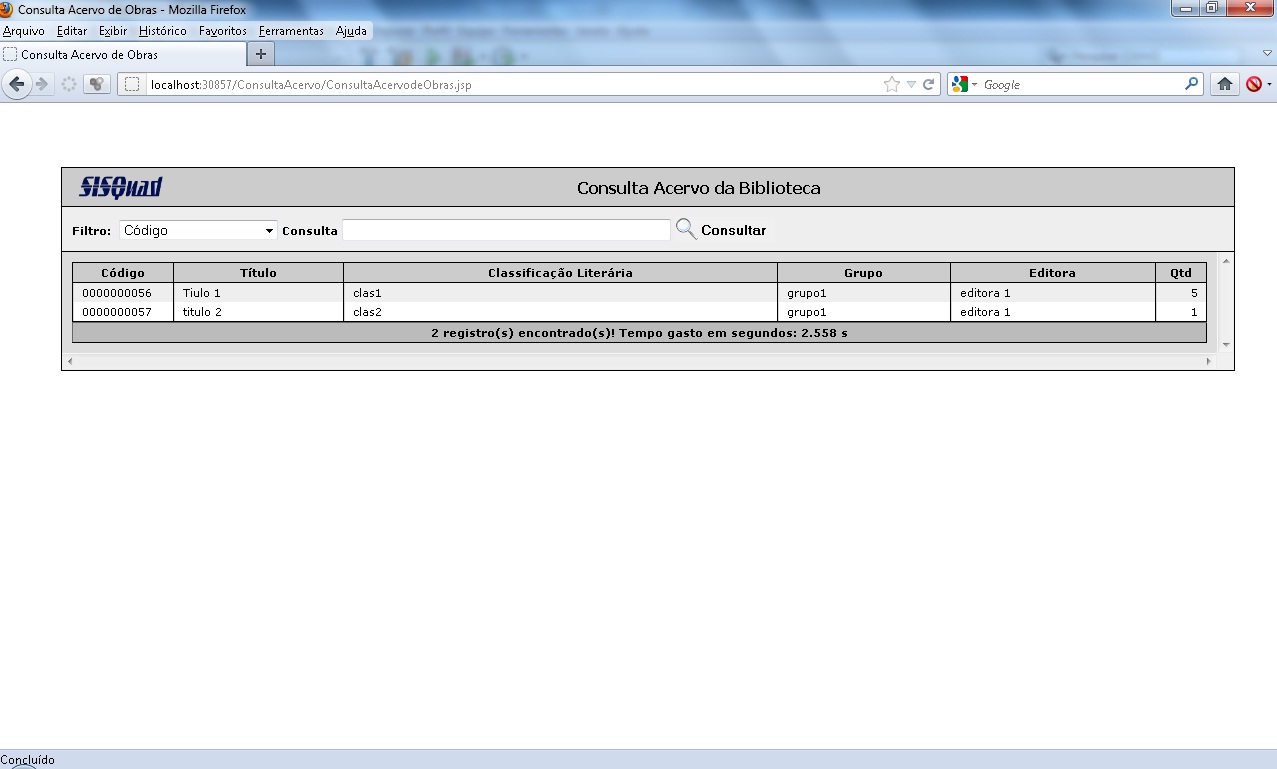 Consulta Acervo de Obras - Mozilla Firefox
Arquivo Editar Exibir Histórico Favoritos Ferramentas Ajuda
Consulta Acervo de Obras
localhost:30857/ConsultaAcervo/ConsultaAcervodeObras.jsp Google
SISQuad Consulta Acervo da Biblioteca
Filtro: Código Consulta Consultar
Código Título Classificação Literária Grupo Editora Qtd
0000000056 Tiulo 1 clas1 grupo1 editora 1 5
0000000057 titulo 2 clas2 grupo1 editora 1 1
2 registro(s) encontrado(s)! Tempo gasto em segundos: 2.558 s
Concluído